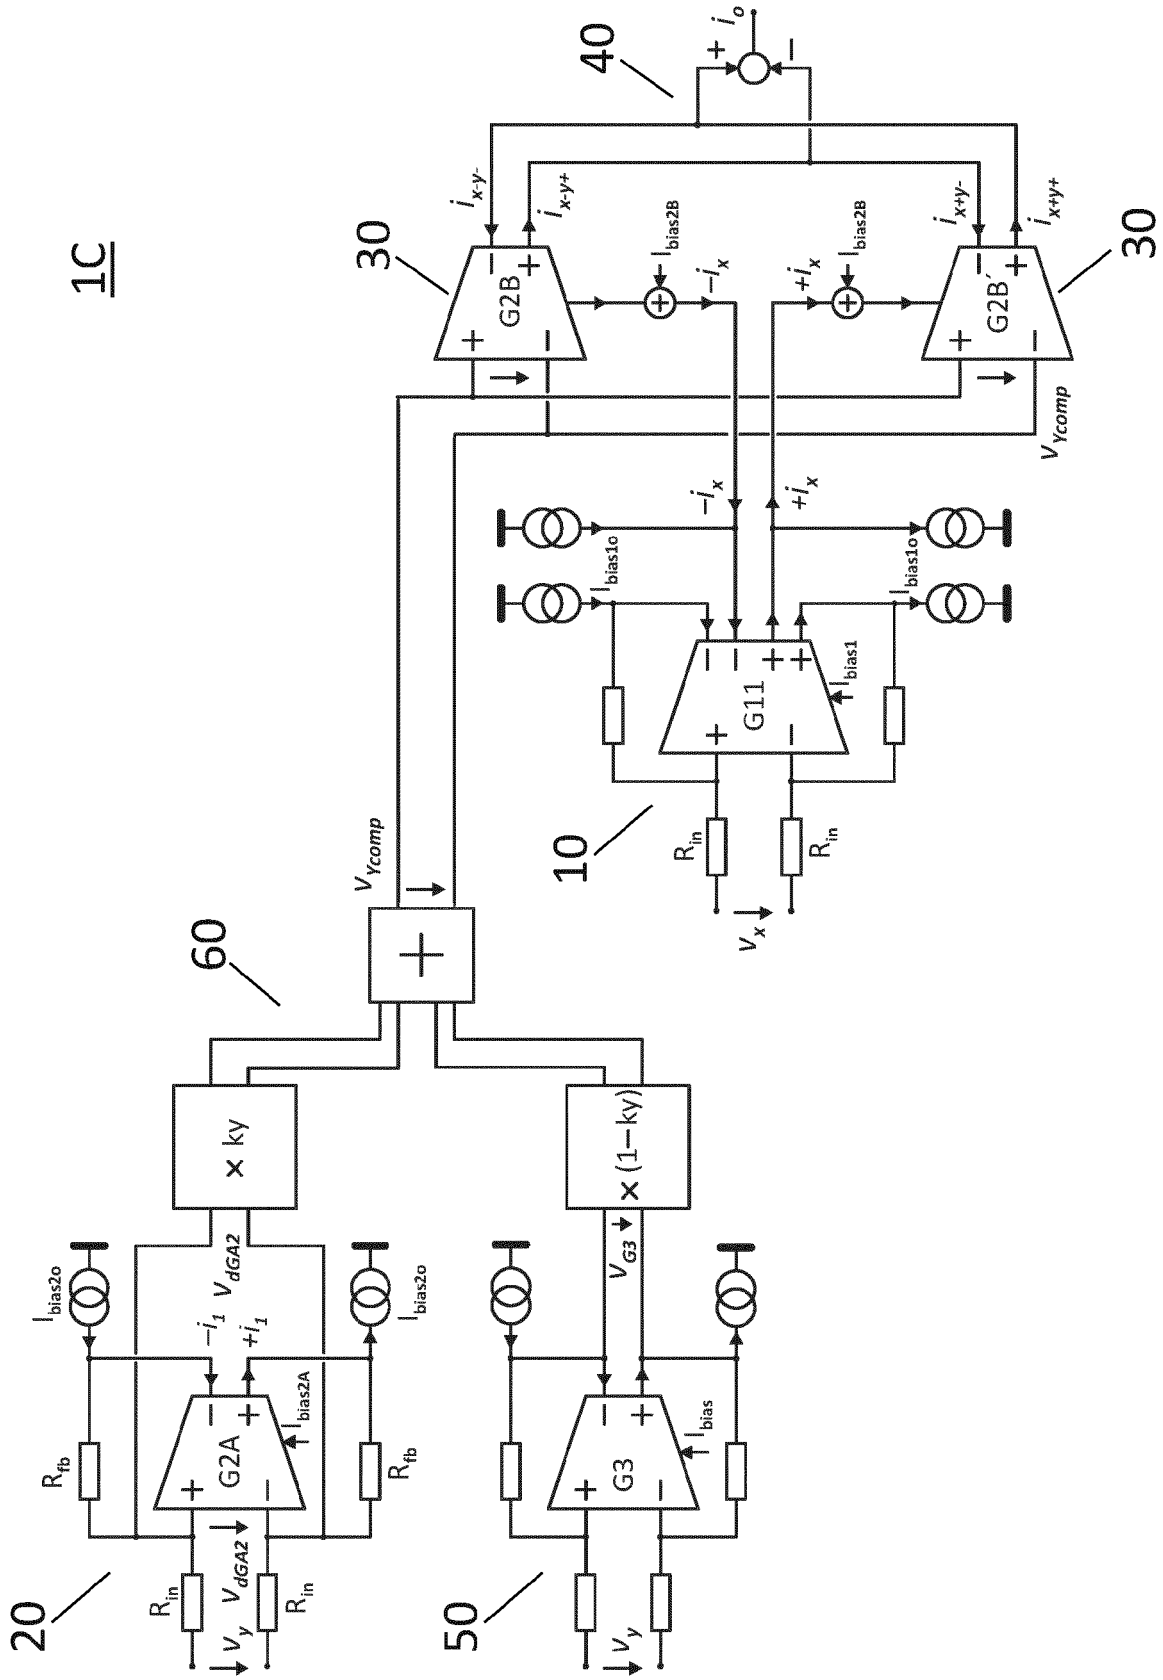 1C
40
+
−
i_o
30
i_x-y-
i_x-y+
G2B
+
−
−
+
+
I_bias2B
−i_x
+i_x
+
I_bias2B
i_x+y-
i_x+y+
G2B´
+
−
−
+
30
v_Ycomp
v_Ycomp
60
+
−i_x
+i_x
I_bias1o
I_bias1o
G11
+
−
−
−
+
+
I_bias1
10
R_in
R_in
v_x
× ky
× (1−ky)
20
I_bias2o
I_bias2o
v_dGA2
−i_1
+i_1
R_fb
R_fb
G2A
+
−
−
+
I_bias2A
R_in
R_in
v_dGA2
v_y
50
v_G3
G3
+
−
−
+
I_bias
v_y